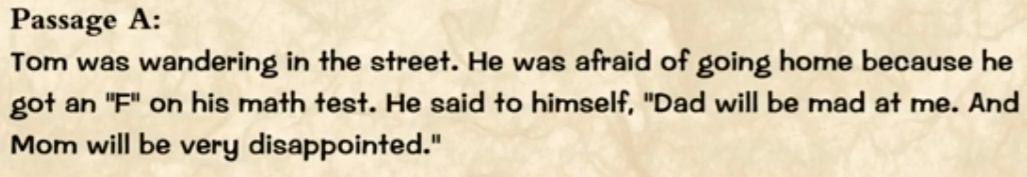 Passage A:
Tom was wandering in the street. He was afraid of going home because he
got an "F" on his math test. He said to himself, "Dad will be mad at me. And
Mom will be very disappointed."